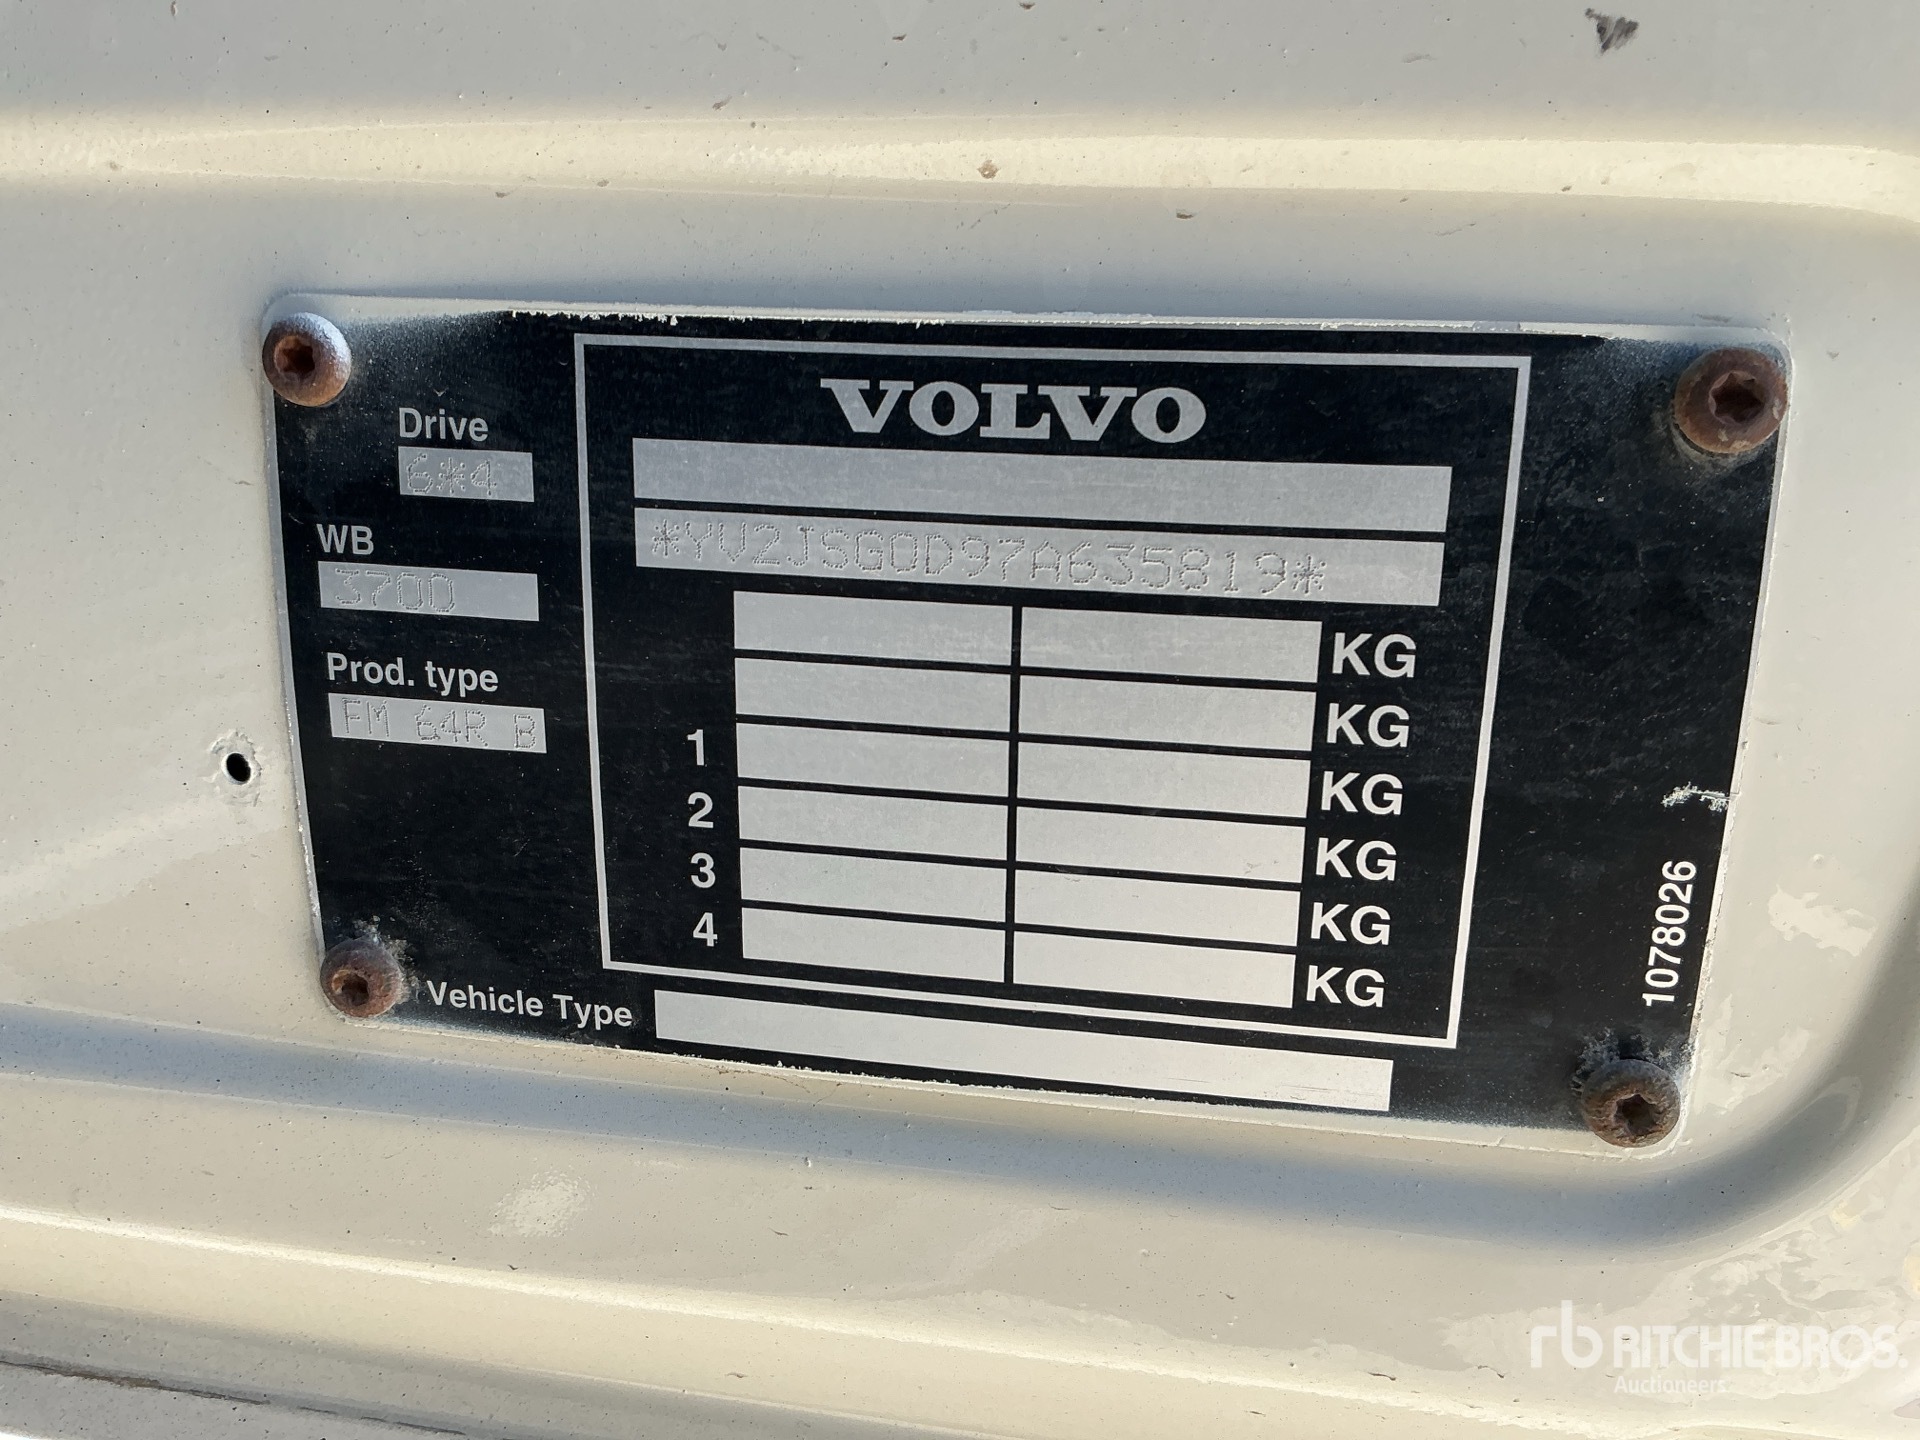 VOLVO
Drive
6*4
*YV2JSG0D97A635819*
WB
3700
KG
Prod. type
FM 64R B
KG
1
KG
2
KG
3
KG
4
KG
Vehicle Type
1078026
rb RITCHIE BROS.
Auctioneers